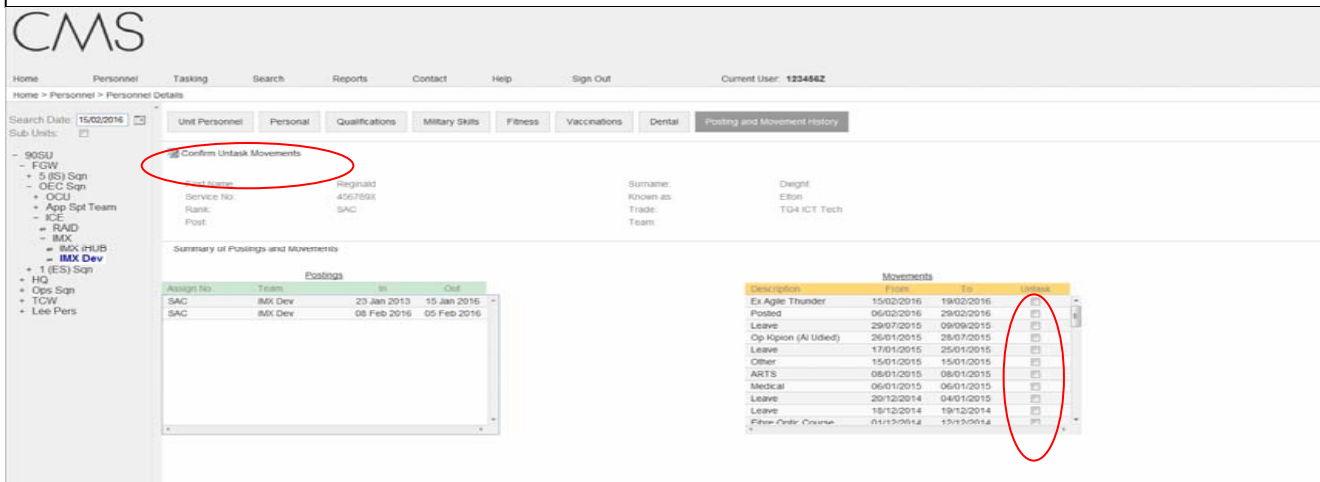 CMS
Home Personnel Tasking Search Reports Contact Help Sign Out Current User: 123456Z
Home > Personnel > Personnel Details
Search Date: 15/02/2016
Sub Units:
Unit Personnel Personal Qualifications Military Skills Fitness Vaccinations Dental Posting and Movement History
- 90SU
- FGW
+ 5 (IS) Sqn
- OEC Sqn
+ OCU
+ App Spt Team
- ICE
RAID
- IMX
IMX iHUB
IMX Dev
+ 1 (ES) Sqn
+ HQ
+ Ops Sqn
+ TCW
+ Lee Pers
Confirm Untask Movements
First Name: Reginald Surname: Dwight
Service No. 456789X Known as: Elton
Rank: SAC Trade: TG4 ICT Tech
Post: Team:
Summary of Postings and Movements
Postings
Assign No. Team In Out
SAC IMX Dev 23 Jan 2013 15 Jan 2016
SAC IMX Dev 08 Feb 2016 05 Feb 2016
Movements
Description From To Untask
Ex Agile Thunder 15/02/2016 19/02/2016
Posted 06/02/2016 29/02/2016
Leave 29/07/2015 09/09/2015
Op Kipion (Al Udied) 26/01/2015 28/07/2015
Leave 17/01/2015 25/01/2015
Other 15/01/2015 15/01/2015
ARTS 08/01/2015 08/01/2015
Medical 06/01/2015 06/01/2015
Leave 20/12/2014 04/01/2015
Leave 18/12/2014 19/12/2014
Fibre Optic Course 01/12/2014 12/12/2014